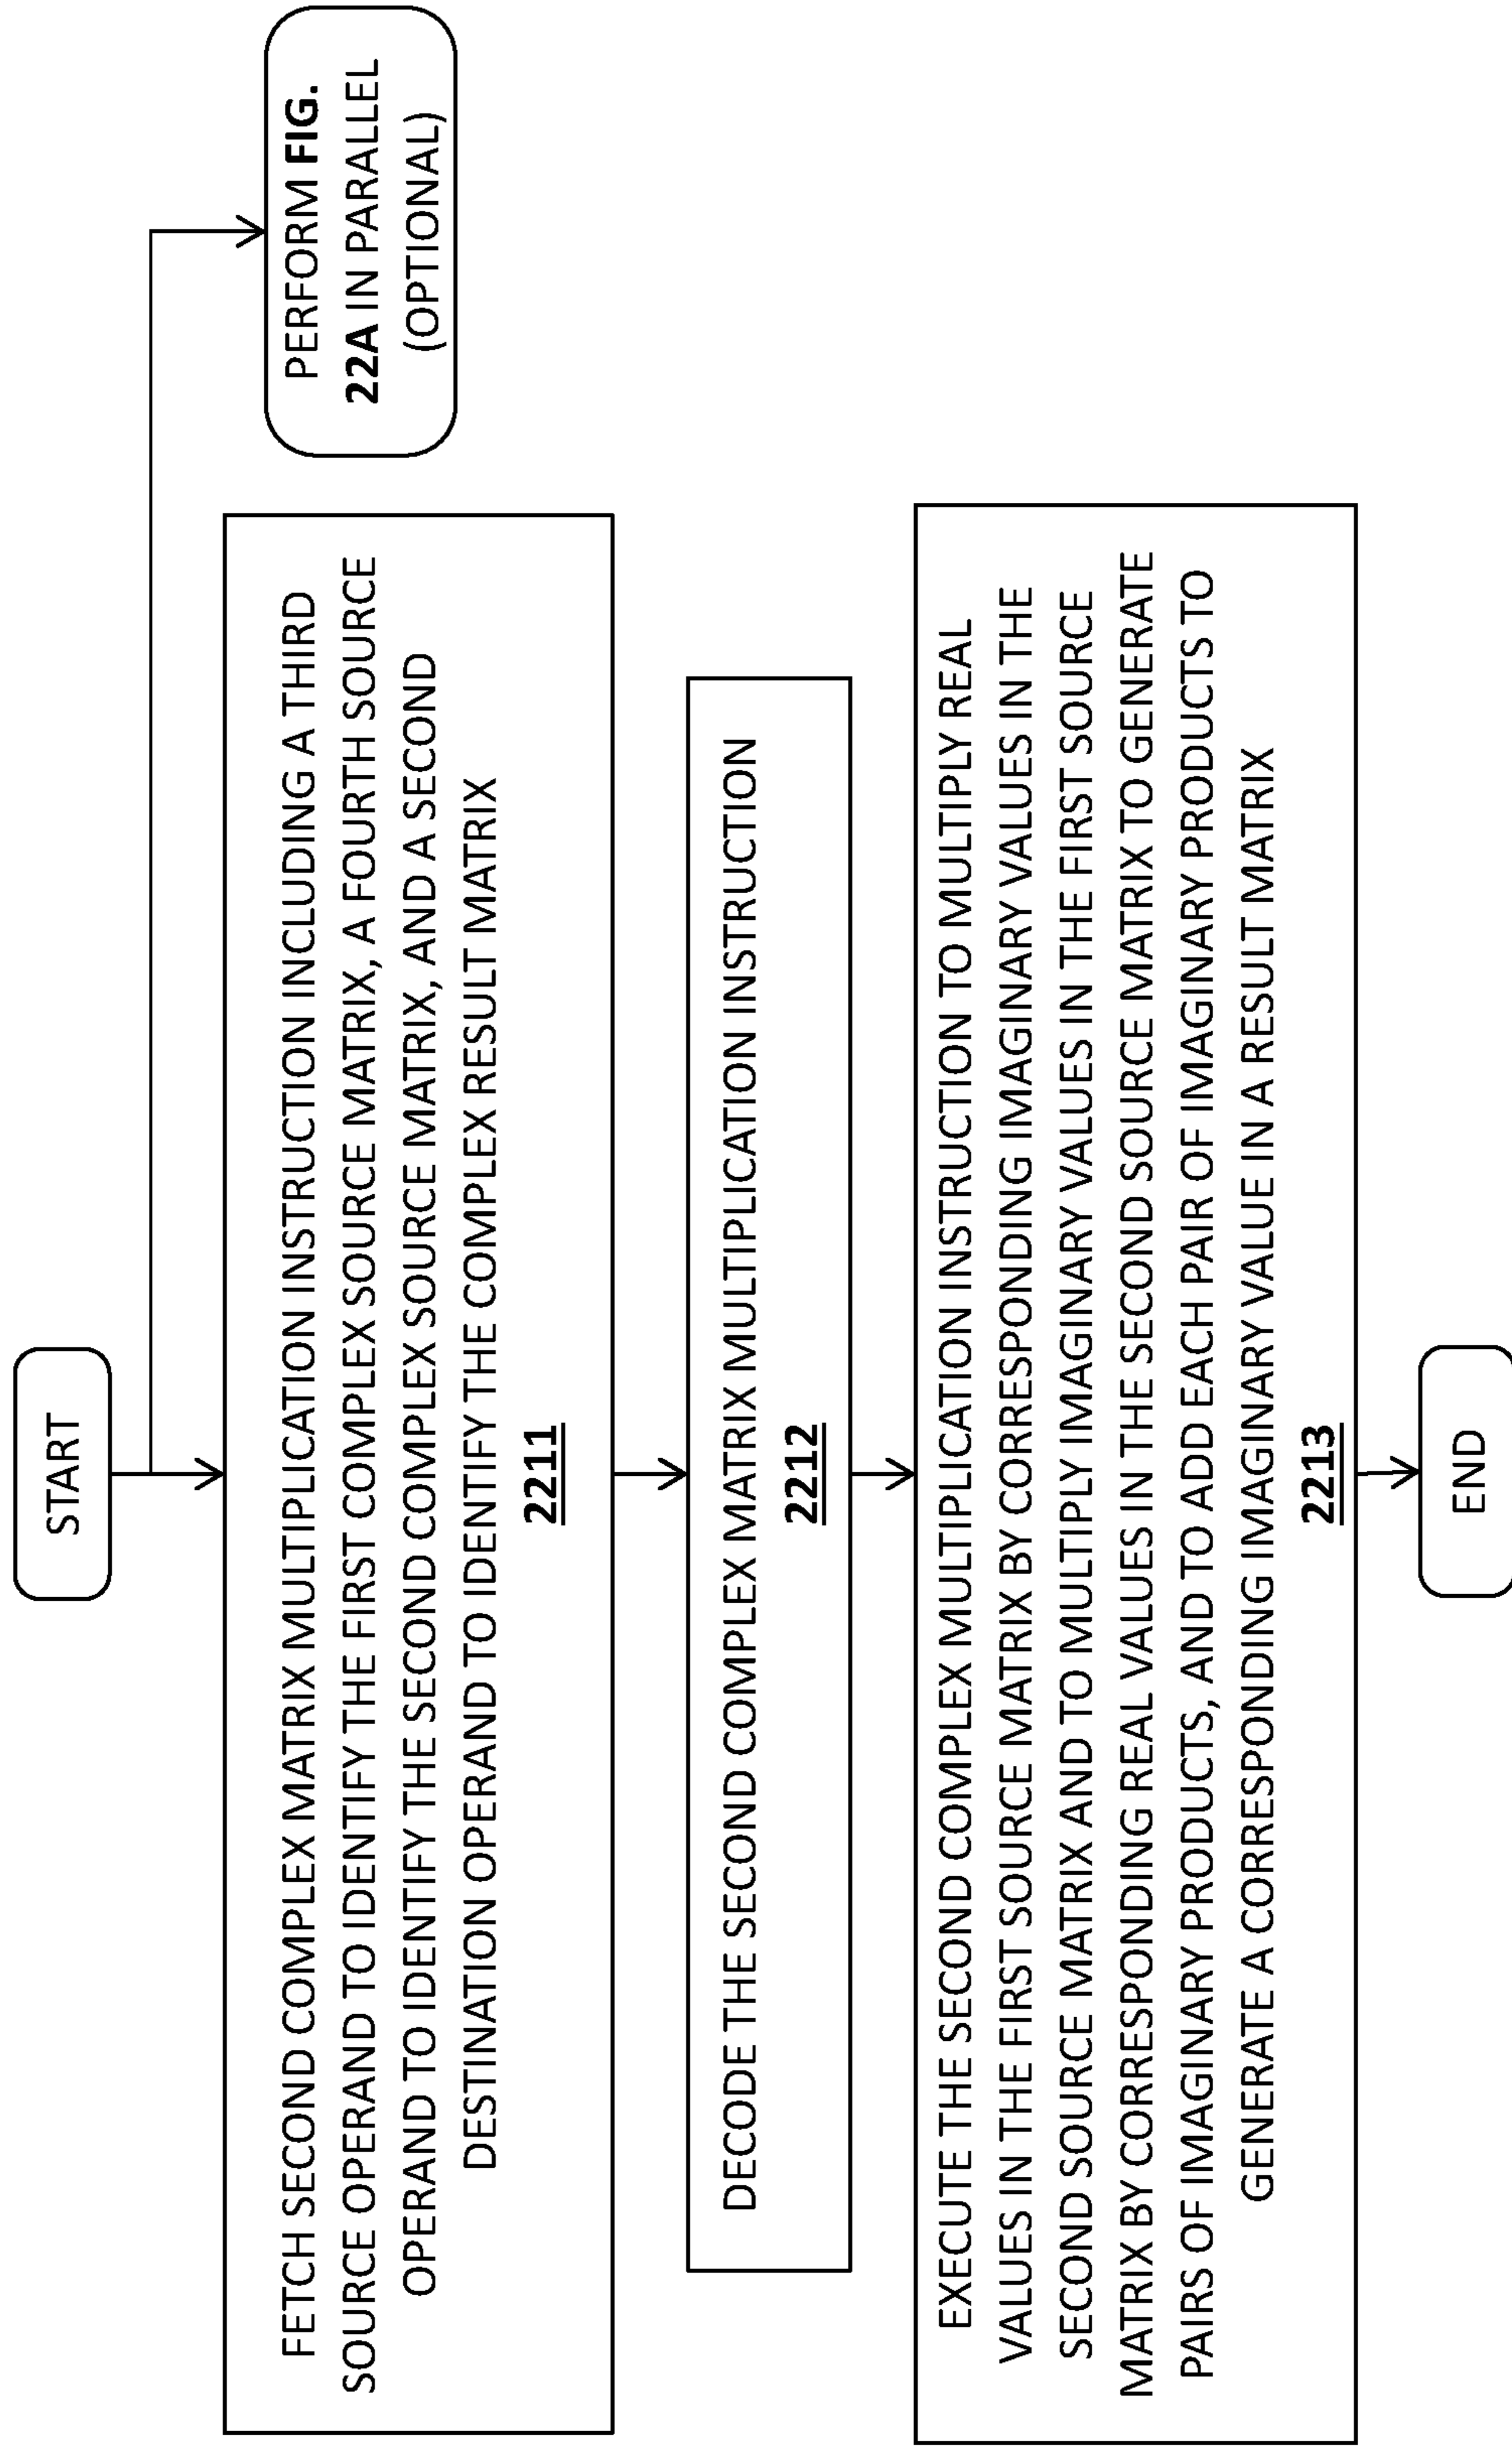 START
PERFORM FIG.
22A IN PARALLEL
(OPTIONAL)
FETCH SECOND COMPLEX MATRIX MULTIPLICATION INSTRUCTION INCLUDING A THIRD
SOURCE OPERAND TO IDENTIFY THE FIRST COMPLEX SOURCE MATRIX, A FOURTH SOURCE
OPERAND TO IDENTIFY THE SECOND COMPLEX SOURCE MATRIX, AND A SECOND
DESTINATION OPERAND TO IDENTIFY THE COMPLEX RESULT MATRIX
2211
DECODE THE SECOND COMPLEX MATRIX MULTIPLICATION INSTRUCTION
2212
EXECUTE THE SECOND COMPLEX MULTIPLICATION INSTRUCTION TO MULTIPLY REAL
VALUES IN THE FIRST SOURCE MATRIX BY CORRESPONDING IMAGINARY VALUES IN THE
SECOND SOURCE MATRIX AND TO MULTIPLY IMAGINARY VALUES IN THE FIRST SOURCE
MATRIX BY CORRESPONDING REAL VALUES IN THE SECOND SOURCE MATRIX TO GENERATE
PAIRS OF IMAGINARY PRODUCTS, AND TO ADD EACH PAIR OF IMAGINARY PRODUCTS TO
GENERATE A CORRESPONDING IMAGINARY VALUE IN A RESULT MATRIX
2213
END